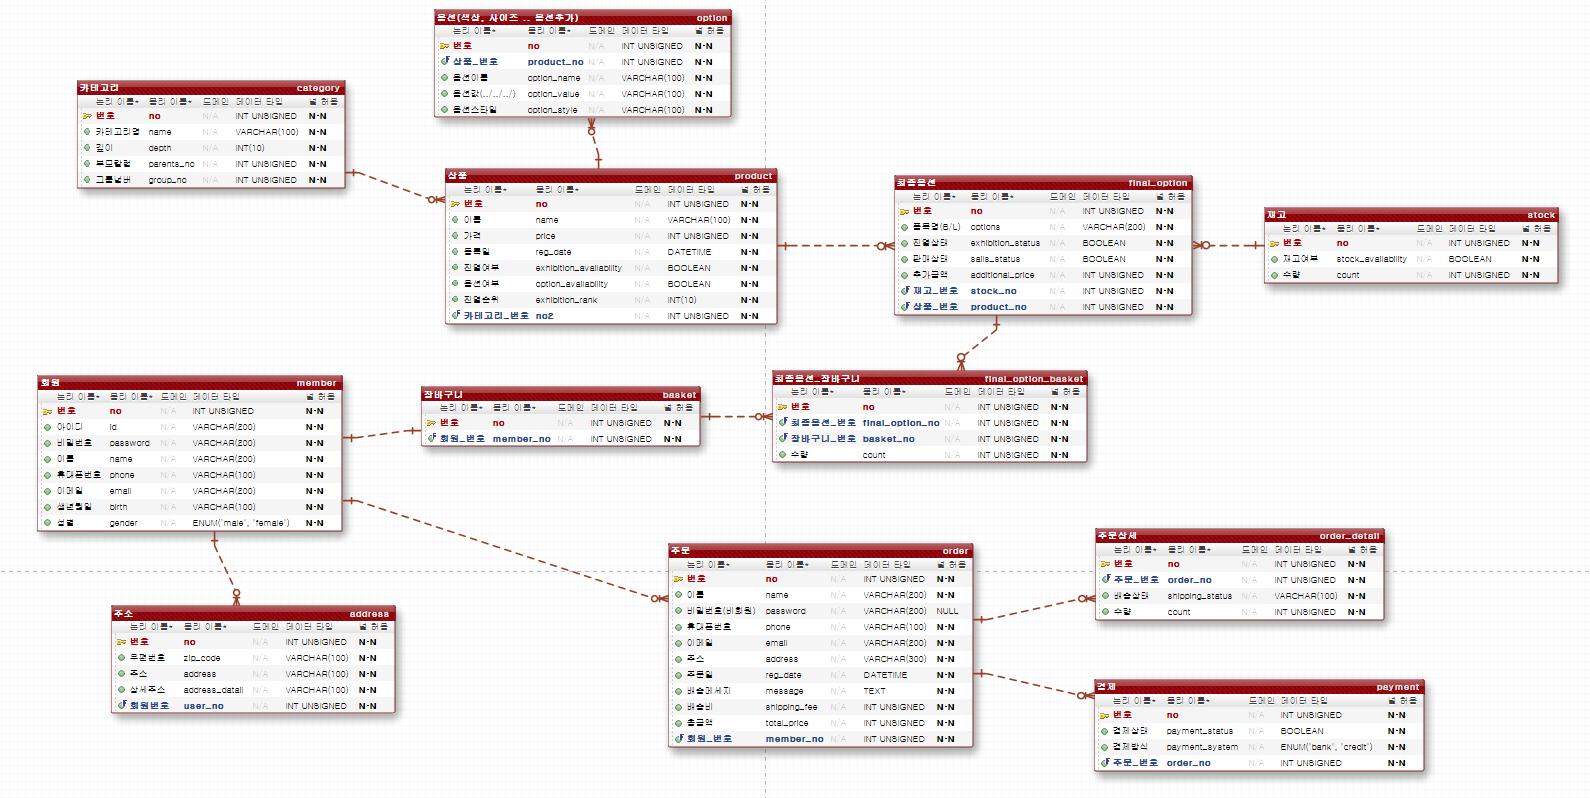 옵션(색상, 사이즈 .. 옵션추가) option
논리 이름* 물리 이름* 도메인 데이터 타입 널 허용
번호 no N/A INT UNSIGNED N-N
상품_번호 product_no N/A INT UNSIGNED N-N
옵션이름 option_name N/A VARCHAR(100) N-N
옵션값(../../../) option_value N/A VARCHAR(100) N-N
옵션스타일 option_style N/A VARCHAR(100) N-N
카테고리 category
논리 이름* 물리 이름* 도메인 데이터 타입 널 허용
번호 no N/A INT UNSIGNED N-N
카테고리명 name N/A VARCHAR(100) N-N
깊이 depth N/A INT(10) N-N
부모칼럼 parents_no N/A INT UNSIGNED N-N
그룹넘버 group_no N/A INT UNSIGNED N-N
상품 product
논리 이름* 물리 이름* 도메인 데이터 타입 널 허용
번호 no N/A INT UNSIGNED N-N
이름 name N/A VARCHAR(100) N-N
가격 price N/A INT UNSIGNED N-N
등록일 reg_date N/A DATETIME N-N
진열여부 exhibition_availability N/A BOOLEAN N-N
옵션여부 option_availability N/A BOOLEAN N-N
진열순위 exhibition_rank N/A INT(10) N-N
카테고리_번호 no2 N/A INT UNSIGNED N-N
최종옵션 final_option
논리 이름* 물리 이름* 도메인 데이터 타입 널 허용
번호 no N/A INT UNSIGNED N-N
품목명(B/L) options N/A VARCHAR(200) N-N
진열상태 exhibition_status N/A BOOLEAN N-N
판매상태 sails_status N/A BOOLEAN N-N
추가금액 additional_price N/A INT UNSIGNED N-N
재고_번호 stock_no N/A INT UNSIGNED N-N
상품_번호 product_no N/A INT UNSIGNED N-N
재고 stock
논리 이름* 물리 이름* 도메인 데이터 타입 널 허용
번호 no N/A INT UNSIGNED N-N
재고여부 stock_availability N/A BOOLEAN N-N
수량 count N/A INT UNSIGNED N-N
회원 member
논리 이름* 물리 이름* 도메인 데이터 타입 널 허용
번호 no N/A INT UNSIGNED N-N
아이디 id N/A VARCHAR(200) N-N
비밀번호 password N/A VARCHAR(200) N-N
이름 name N/A VARCHAR(200) N-N
휴대폰번호 phone N/A VARCHAR(100) N-N
이메일 email N/A VARCHAR(200) N-N
생년월일 birth N/A VARCHAR(100) N-N
성별 gender N/A ENUM('male', 'female') N-N
장바구니 basket
논리 이름* 물리 이름* 도메인 데이터 타입 널 허용
번호 no N/A INT UNSIGNED N-N
회원_번호 member_no N/A INT UNSIGNED N-N
최종옵션_장바구니 final_option_basket
논리 이름* 물리 이름* 도메인 데이터 타입 널 허용
번호 no N/A INT UNSIGNED N-N
최종옵션_번호 final_option_no N/A INT UNSIGNED N-N
장바구니_번호 basket_no N/A INT UNSIGNED N-N
수량 count N/A INT UNSIGNED N-N
주소 address
논리 이름* 물리 이름* 도메인 데이터 타입 널 허용
번호 no N/A INT UNSIGNED N-N
우편번호 zip_code N/A VARCHAR(100) N-N
주소 address N/A VARCHAR(100) N-N
상세주소 address_datail N/A VARCHAR(100) N-N
회원번호 user_no N/A INT UNSIGNED N-N
주문 order
논리 이름* 물리 이름* 도메인 데이터 타입 널 허용
번호 no N/A INT UNSIGNED N-N
이름 name N/A VARCHAR(200) N-N
비밀번호(비회원) password N/A VARCHAR(200) NULL
휴대폰번호 phone N/A VARCHAR(100) N-N
이메일 email N/A VARCHAR(200) N-N
주소 address N/A VARCHAR(300) N-N
주문일 reg_date N/A DATETIME N-N
배송메세지 message N/A TEXT N-N
배송비 shipping_fee N/A INT UNSIGNED N-N
총금액 total_price N/A INT UNSIGNED N-N
회원_번호 member_no N/A INT UNSIGNED N-N
주문상세 order_detail
논리 이름* 물리 이름* 도메인 데이터 타입 널 허용
번호 no N/A INT UNSIGNED N-N
주문_번호 order_no N/A INT UNSIGNED N-N
배송상태 shipping_status N/A VARCHAR(100) N-N
수량 count N/A INT UNSIGNED N-N
결제 payment
논리 이름* 물리 이름* 도메인 데이터 타입 널 허용
번호 no N/A INT UNSIGNED N-N
결제상태 payment_status N/A BOOLEAN N-N
결제방식 payment_system N/A ENUM('bank', 'credit') N-N
주문_번호 order_no N/A INT UNSIGNED N-N